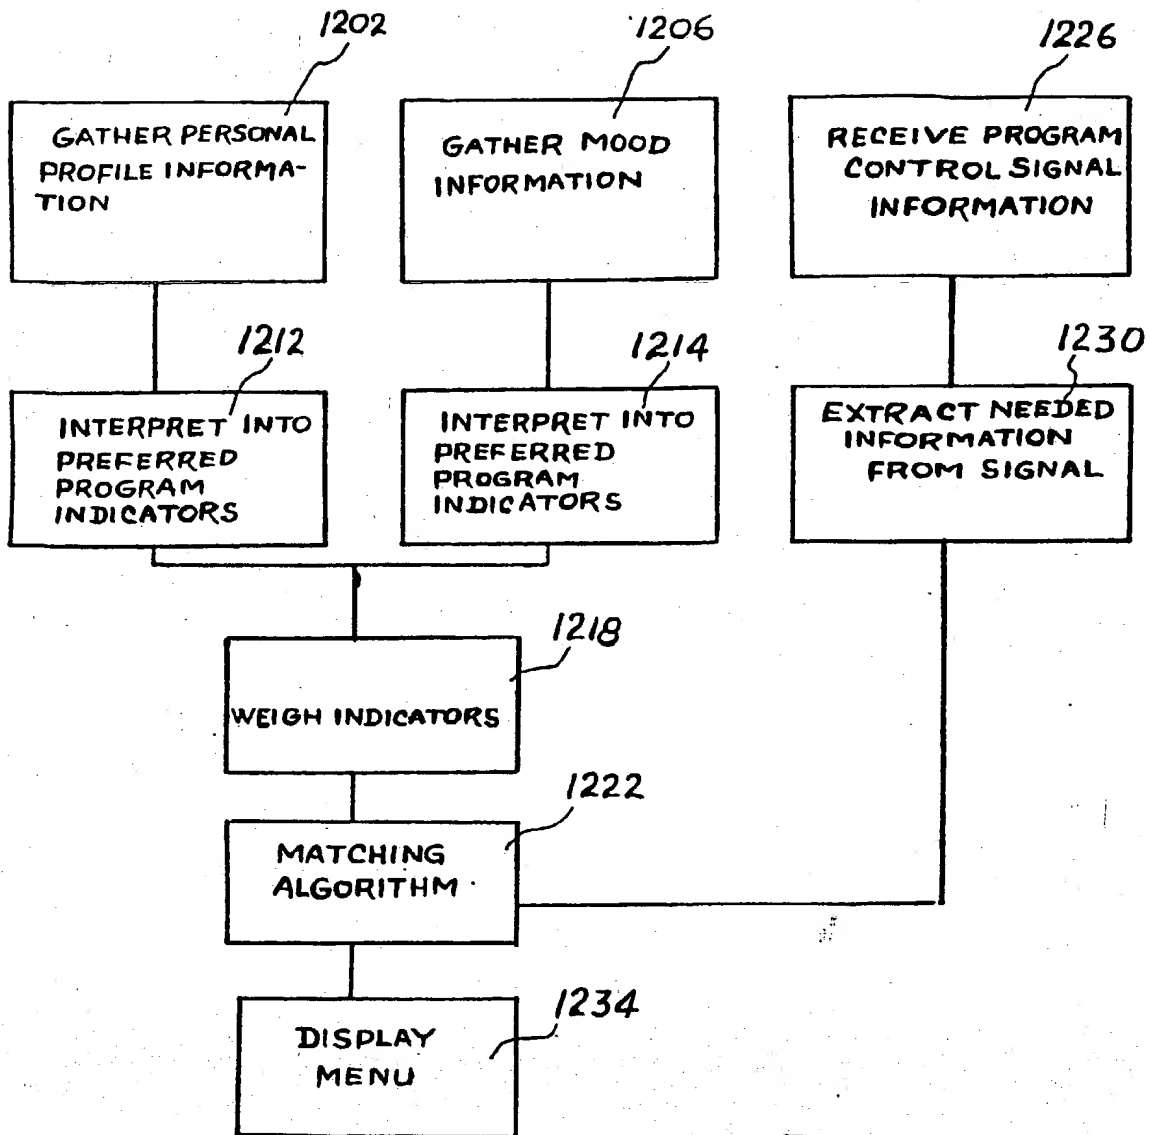 1202
GATHER PERSONAL
PROFILE INFORMA-
TION
1206
GATHER MOOD
INFORMATION
1226
RECEIVE PROGRAM
CONTROL SIGNAL
INFORMATION
1212
INTERPRET INTO
PREFERRED
PROGRAM
INDICATORS
1214
INTERPRET INTO
PREFERRED
PROGRAM
INDICATORS
1230
EXTRACT NEEDED
INFORMATION
FROM SIGNAL
1218
WEIGH INDICATORS
1222
MATCHING
ALGORITHM
1234
DISPLAY
MENU